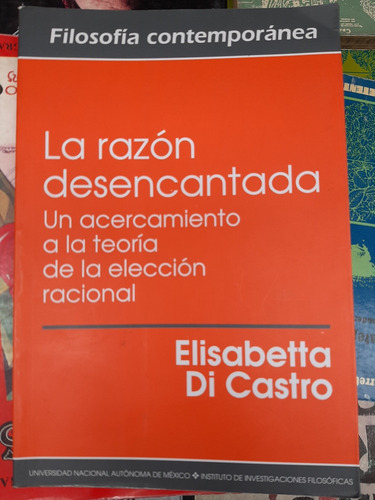 Filosofía contemporánea
La razón
desencantada
Un acercamiento
a la teoría
de la elección
racional
Elisabetta
Di Castro
UNIVERSIDAD NACIONAL AUTÓNOMA DE MÉXICO • INSTITUTO DE INVESTIGACIONES FILOSÓFICAS